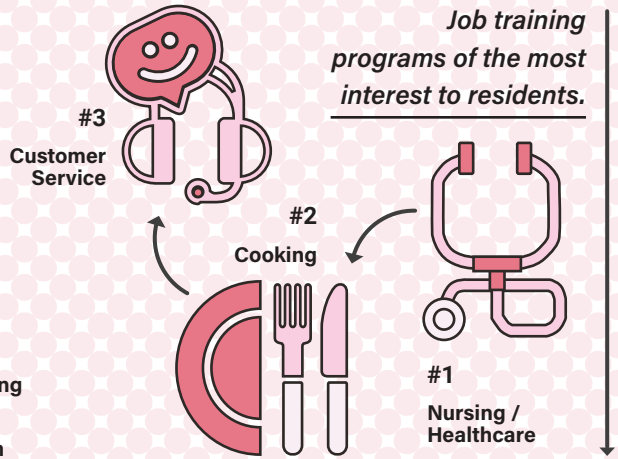 Job training
programs of the most
interest to residents.
#3
Customer
Service
#2
Cooking
#1
Nursing /
Healthcare